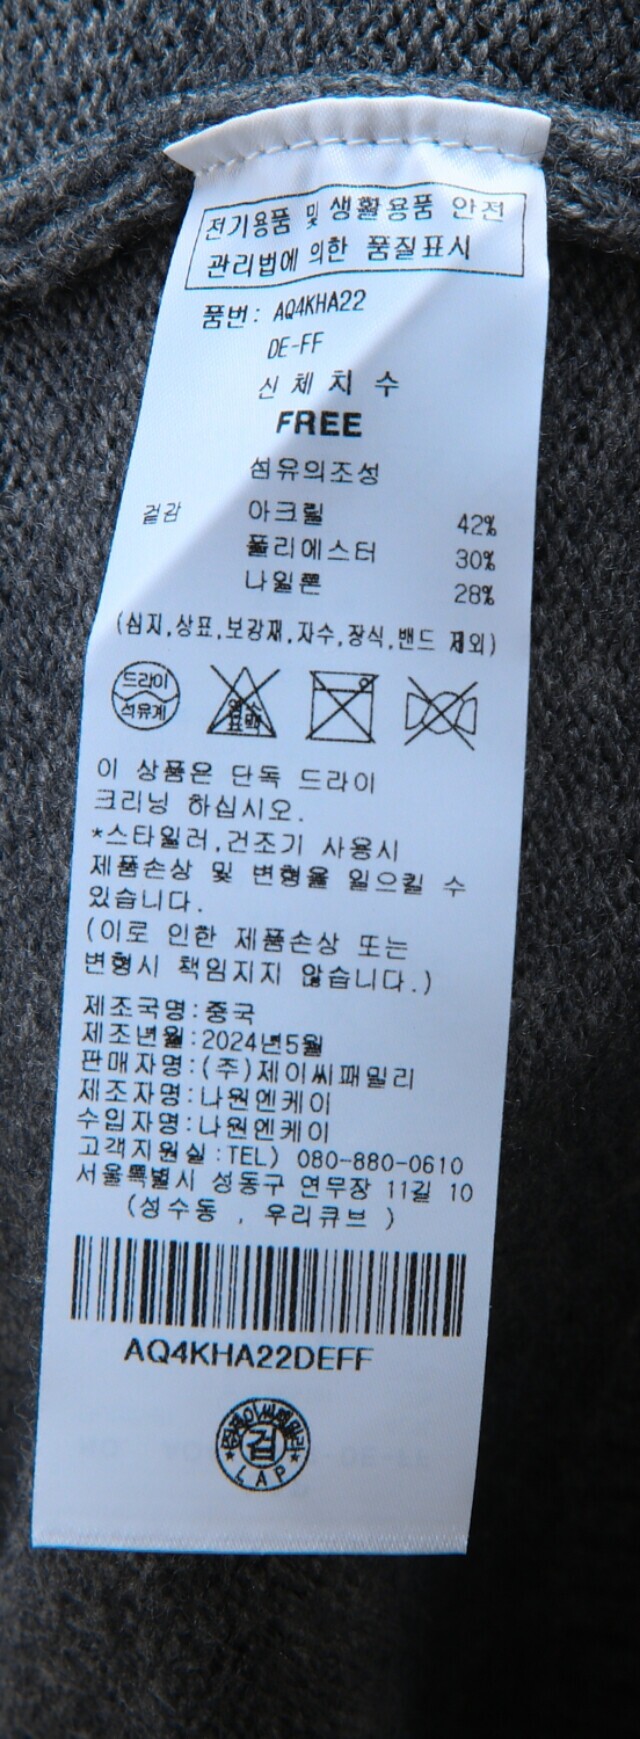 전기용품 및 생활용품 안전
관리법에 의한 품질표시
품번: AQ4KHA22
DE-FF
신체치수
FREE
섬유의조성
겉감 아크릴 42%
폴리에스터 30%
나일론 28%
(심지,상표,보강재,자수,장식,밴드 제외)
드라이
석유계
염소
표백
이 상품은 단독 드라이
크리닝 하십시오.
*스타일러,건조기 사용시
제품손상 및 변형을 일으킬 수
있습니다.
(이로 인한 제품손상 또는
변형시 책임지지 않습니다.)
제조국명:중국
제조년월:2024년5월
판매자명:(주)제이씨패밀리
제조자명:나원엔케이
수입자명:나원엔케이
고객지원실:TEL) 080-880-0610
서울특별시 성동구 연무장 11길 10
(성수동 , 우리큐브 )
AQ4KHA22DEFF
검
LAP